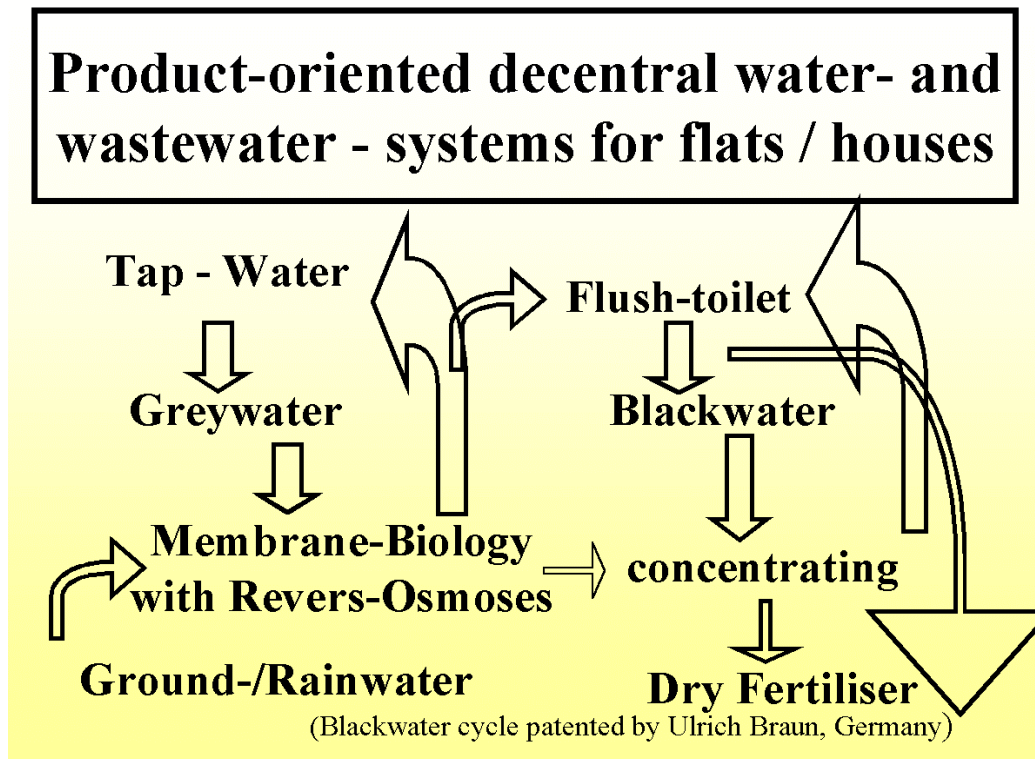 Product-oriented decentral water- and
wastewater - systems for flats / houses
Tap - Water
Flush-toilet
Greywater
Blackwater
Membrane-Biology
with Revers-Osmoses
concentrating
Ground-/Rainwater
Dry Fertiliser
(Blackwater cycle patented by Ulrich Braun, Germany)